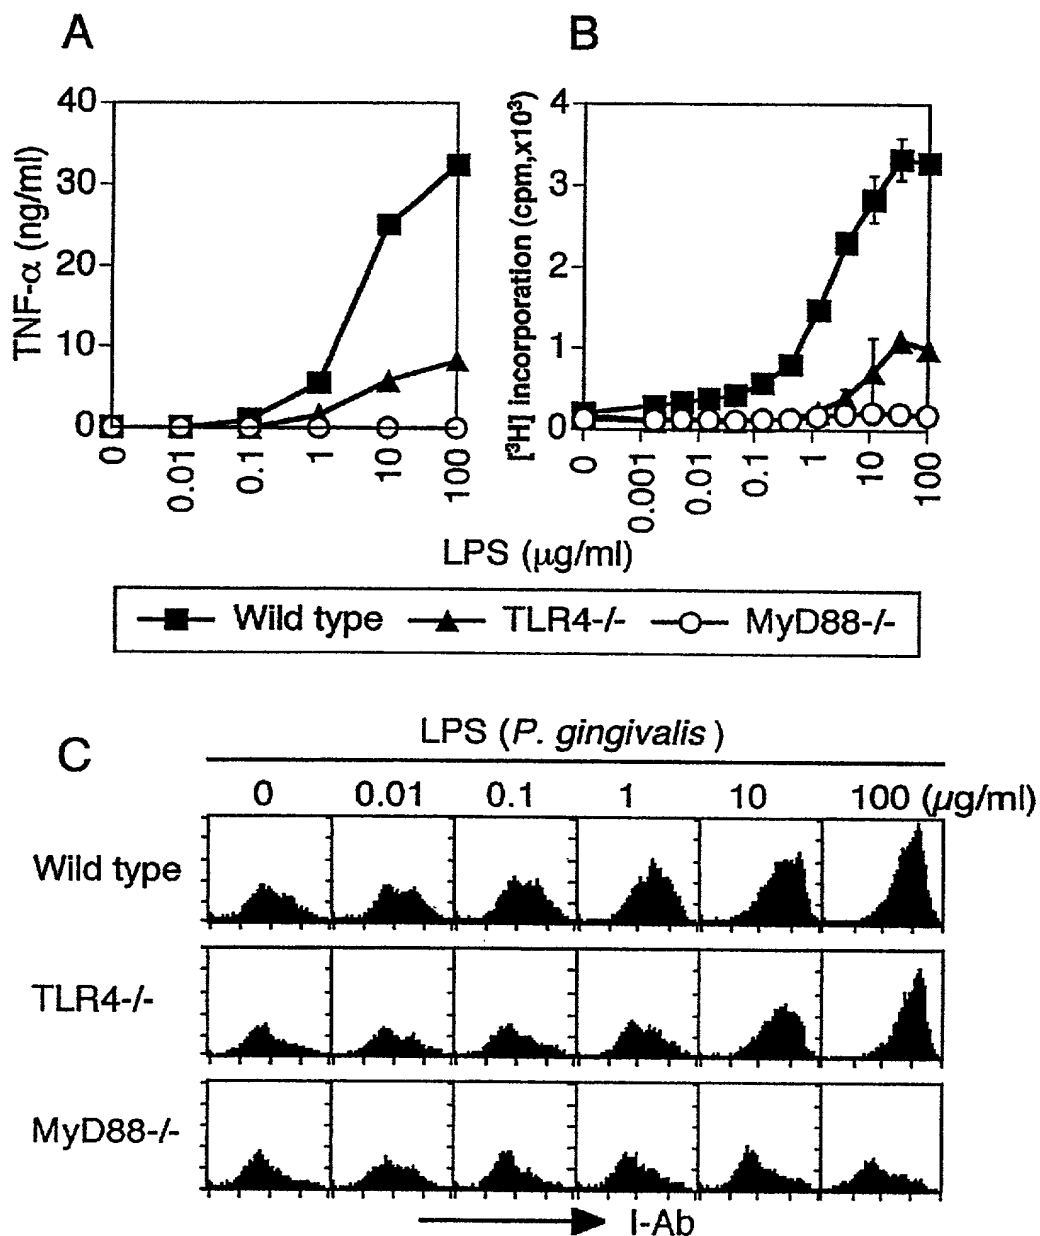 A
B
TNF-α (ng/ml)
40
30
20
10
0
0
0.01
0.1
1
10
100
[³H] incorporation (cpm,x10³)
4
3
2
1
0
0
0.001
0.01
0.1
1
10
100
LPS (μg/ml)
Wild type TLR4-/- MyD88-/-
C
LPS (P. gingivalis )
0 0.01 0.1 1 10 100 (μg/ml)
Wild type
TLR4-/-
MyD88-/-
I-Ab